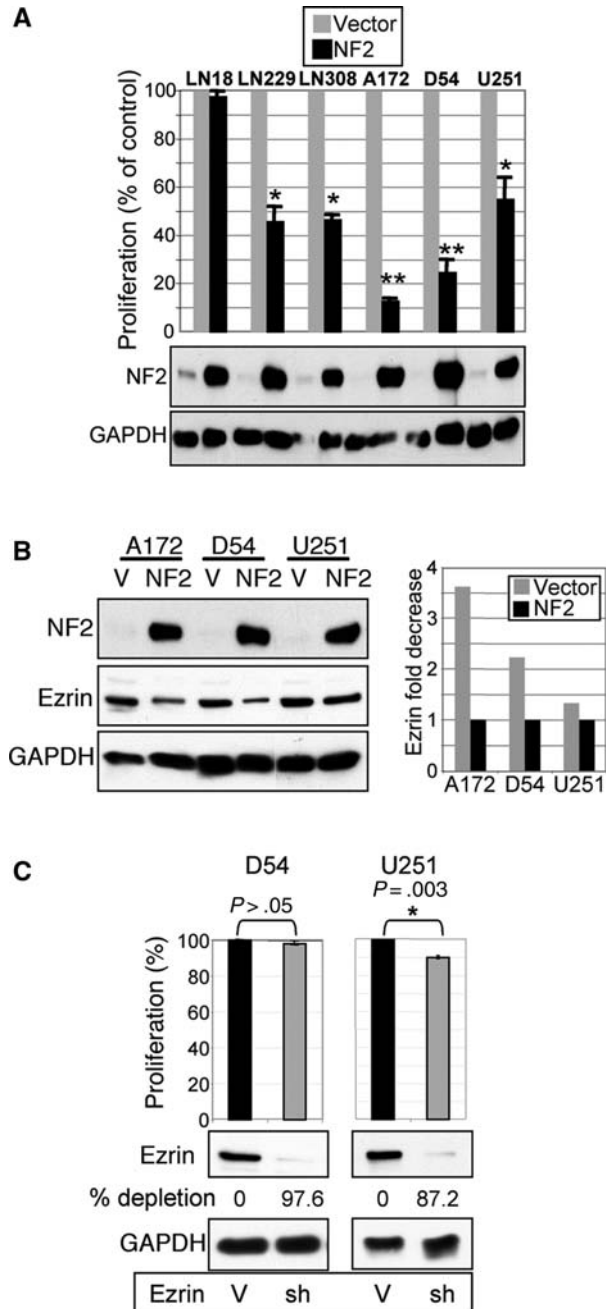 A
Vector
NF2
LN18 LN229 LN308 A172 D54 U251
Proliferation (% of control)
100
80
60
40
20
0
*
*
**
**
*
NF2
GAPDH
B
A172 D54 U251
V NF2 V NF2 V NF2
NF2
Ezrin
GAPDH
Ezrin fold decrease
4
3
2
1
0
Vector
NF2
A172 D54 U251
C
D54 U251
P > .05
P = .003
*
Proliferation (%)
100
80
60
40
20
0
Ezrin
% depletion 0 97.6 0 87.2
GAPDH
Ezrin V sh V sh